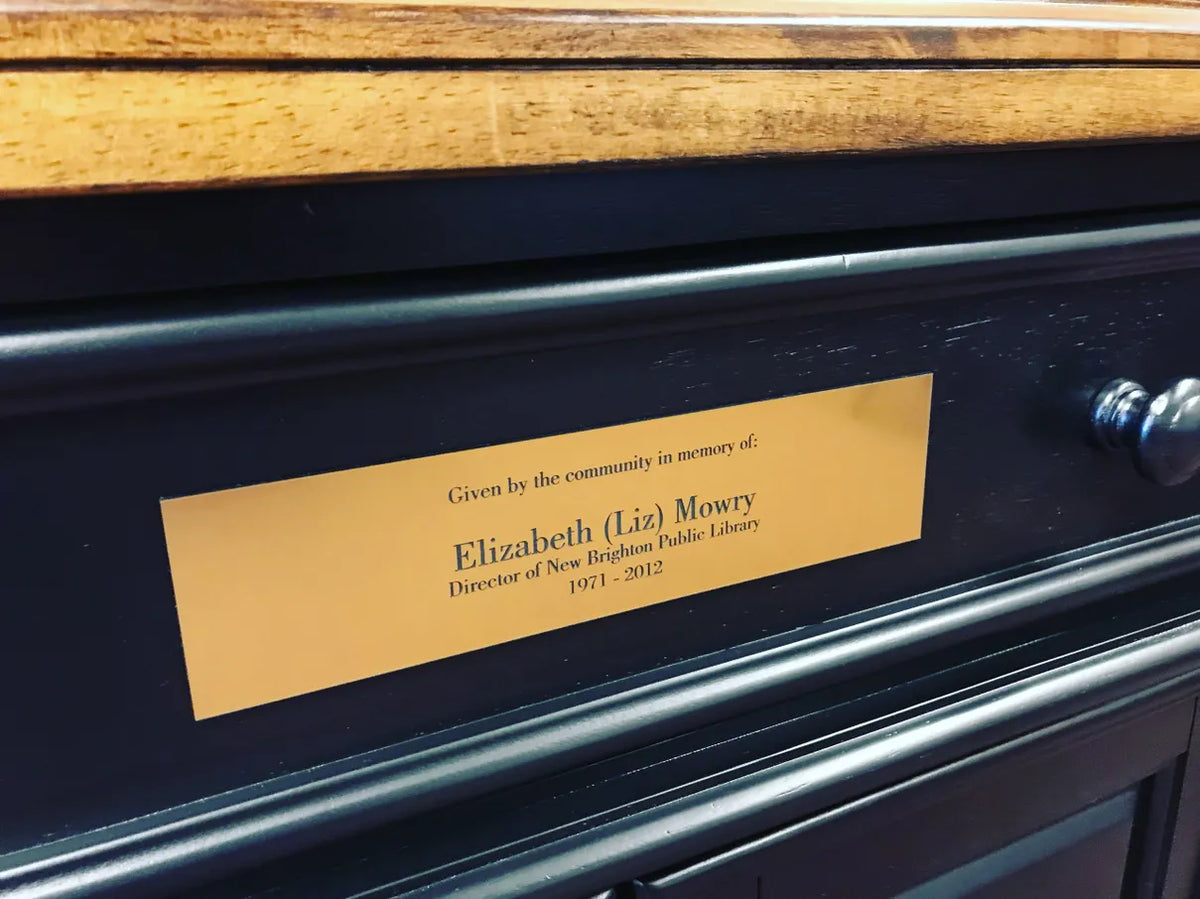 Given by the community in memory of:
Elizabeth (Liz) Mowry
Director of New Brighton Public Library
1971 - 2012